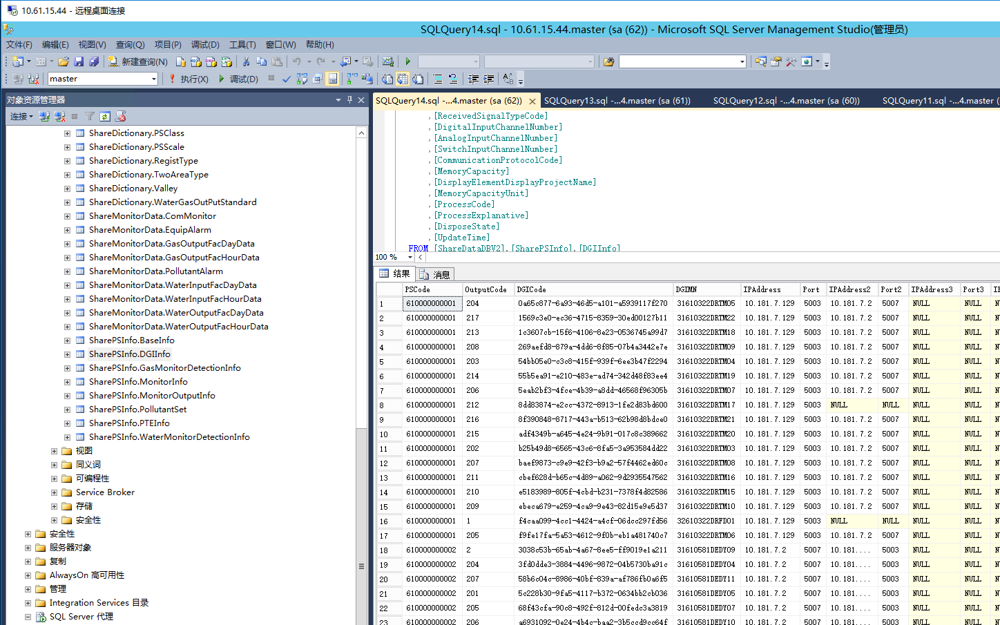 10.61.15.44 - 远程桌面连接
SQLQuery14.sql - 10.61.15.44.master (sa (62)) - Microsoft SQL Server Management Studio(管理员)
文件(F) 编辑(E) 视图(V) 查询(Q) 项目(P) 调试(D) 工具(T) 窗口(W) 帮助(H)
新建查询(N)
master 执行(X) 调试(D)
对象资源管理器
连接
ShareDictionary.PSClass
ShareDictionary.PSScale
ShareDictionary.RegistType
ShareDictionary.TwoAreaType
ShareDictionary.Valley
ShareDictionary.WaterGasOutPutStandard
ShareMonitorData.ComMonitor
ShareMonitorData.EquipAlarm
ShareMonitorData.GasOutputFacDayData
ShareMonitorData.GasOutputFacHourData
ShareMonitorData.PollutantAlarm
ShareMonitorData.WaterInputFacDayData
ShareMonitorData.WaterInputFacHourData
ShareMonitorData.WaterOutputFacDayData
ShareMonitorData.WaterOutputFacHourData
SharePSInfo.BaseInfo
SharePSInfo.DGIInfo
SharePSInfo.GasMonitorDetectionInfo
SharePSInfo.MonitorInfo
SharePSInfo.MonitorOutputInfo
SharePSInfo.PollutantSet
SharePSInfo.PTEInfo
SharePSInfo.WaterMonitorDetectionInfo
视图
同义词
可编程性
Service Broker
存储
安全性
安全性
服务器对象
复制
AlwaysOn 高可用性
管理
Integration Services 目录
SQL Server 代理
SQLQuery14.sql -...4.master (sa (62)) SQLQuery13.sql -...4.master (sa (61)) SQLQuery12.sql -...4.master (sa (60)) SQLQuery11.sql -...4.master (
,[ReceivedSignalTypeCode]
,[DigitalInputChannelNumber]
,[AnalogInputChannelNumber]
,[SwitchInputChannelNumber]
,[CommunicationProtocolCode]
,[MemoryCapacity]
,[DisplayElementDisplayProjectName]
,[MemoryCapacityUnit]
,[ProcessCode]
,[ProcessExplanative]
,[DisposeState]
,[UpdateTime]
FROM [ShareDataDBV2].[SharePSInfo].[DGIInfo]
100 %
结果 消息
PSCode OutputCode DGICode DGIMN IPAddress Port IPAddress2 Port2 IPAddress3 Port3
1 610000000001 204 0a65c877-6a93-46d5-a101-a5939117f270 31610322DRTM05 10.181.7.129 5003 10.181.7.2 5007 NULL NULL
2 610000000001 217 1569c3e0-ec36-4715-8359-30ed00127b11 31610322DRTM22 10.181.7.129 5003 10.181.7.2 5007 NULL NULL
3 610000000001 213 1c3607cb-15f6-4106-8e23-0536745a99d7 31610322DRTM18 10.181.7.129 5003 10.181.7.2 5007 NULL NULL
4 610000000001 208 269aefd8-879a-4dd6-8f85-07b4a3442e7e 31610322DRTM09 10.181.7.129 5003 10.181.7.2 5007 NULL NULL
5 610000000001 203 54bb05e0-c3c8-415f-939f-6ee3b47f2294 31610322DRTM04 10.181.7.129 5003 10.181.7.2 5007 NULL NULL
6 610000000001 214 55b5ea91-e210-483e-ad74-342d48f83ee4 31610322DRTM19 10.181.7.129 5003 10.181.7.2 5007 NULL NULL
7 610000000001 206 5eab2bf3-4fce-4b39-a8dd-46568f96305b 31610322DRTM07 10.181.7.129 5003 10.181.7.2 5007 NULL NULL
8 610000000001 212 8dd83874-e2cc-4372-8913-1fe2d83bd600 31610322DRTM17 10.181.7.129 5003 NULL NULL NULL NULL
9 610000000001 216 8f390848-8717-443a-b513-62b98d8bdce0 31610322DRTM21 10.181.7.129 5003 10.181.7.2 5007 NULL NULL
10 610000000001 215 adf4349b-a645-4e24-9b91-017c8c389662 31610322DRTM20 10.181.7.129 5003 10.181.7.2 5007 NULL NULL
11 610000000001 202 b25b49d8-6565-43c6-8fa5-3a953584dd22 31610322DRTM03 10.181.7.129 5003 10.181.7.2 5007 NULL NULL
12 610000000001 207 baef9873-c9e9-42f3-b9a2-57f4462ed60c 31610322DRTM08 10.181.7.129 5003 10.181.7.2 5007 NULL NULL
13 610000000001 211 cbef628d-b65c-4d89-a062-9d2935547562 31610322DRTM16 10.181.7.129 5003 10.181.7.2 5007 NULL NULL
14 610000000001 210 e5183989-805f-4cbd-b231-7378f4d82586 31610322DRTM15 10.181.7.129 5003 10.181.7.2 5007 NULL NULL
15 610000000001 209 ebeca679-e259-4ca9-9e43-82d15e9e5d37 31610322DRTM10 10.181.7.129 5003 10.181.7.2 5007 NULL NULL
16 610000000001 1 f4caa099-4cc1-4424-a4cf-06dcc297fd56 32610322DRFD01 10.181.7.129 5003 NULL NULL NULL NULL
17 610000000001 205 f9fe17fa-5a53-4612-9f0b-eb1a481740c7 31610322DRTM06 10.181.7.129 5003 10.181.7.2 5007 NULL NULL
18 610000000002 2 3038c53b-65ab-4a67-8ee5-ff9019e1a211 31610581DEDY09 10.181.7.2 5007 10.181.... 5003 NULL NULL
19 610000000002 204 3fd0dde3-3884-4496-9872-04b5730ba91c 31610581DEDY04 10.181.7.2 5007 10.181.... 5003 NULL NULL
20 610000000002 207 58b6c04c-8986-40bf-839a-af786fb0a6f5 31610581DEDY11 10.181.7.2 5007 10.181.... 5003 NULL NULL
21 610000000002 201 5c228b30-9fa5-4117-b372-0634bb2cb036 31610581DEDY05 10.181.7.2 5007 10.181.... 5003 NULL NULL
22 610000000002 205 68f43cfa-90c8-492f-812d-00fedc3a3819 31610581DEDY07 10.181.7.2 5007 10.181.... 5003 NULL NULL
23 610000000002 206 a6931092-0e24-4b4c-baa2-3b5ccd9cc64f 31610581DEDY10 10.181.7.2 5007 10.181.... 5003 NULL NULL